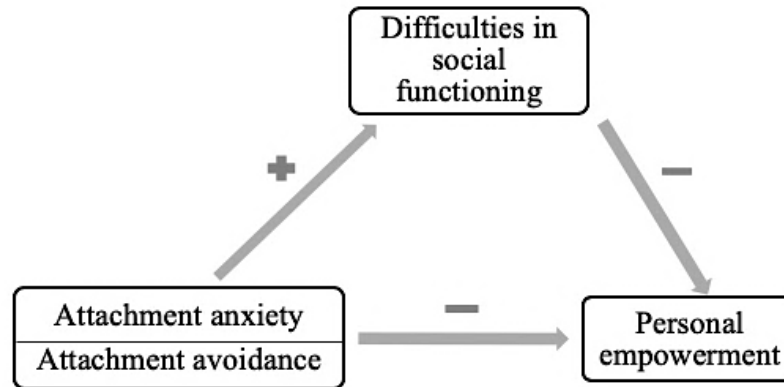 Difficulties in
social
functioning
+
−
−
Attachment anxiety
Attachment avoidance
Personal
empowerment